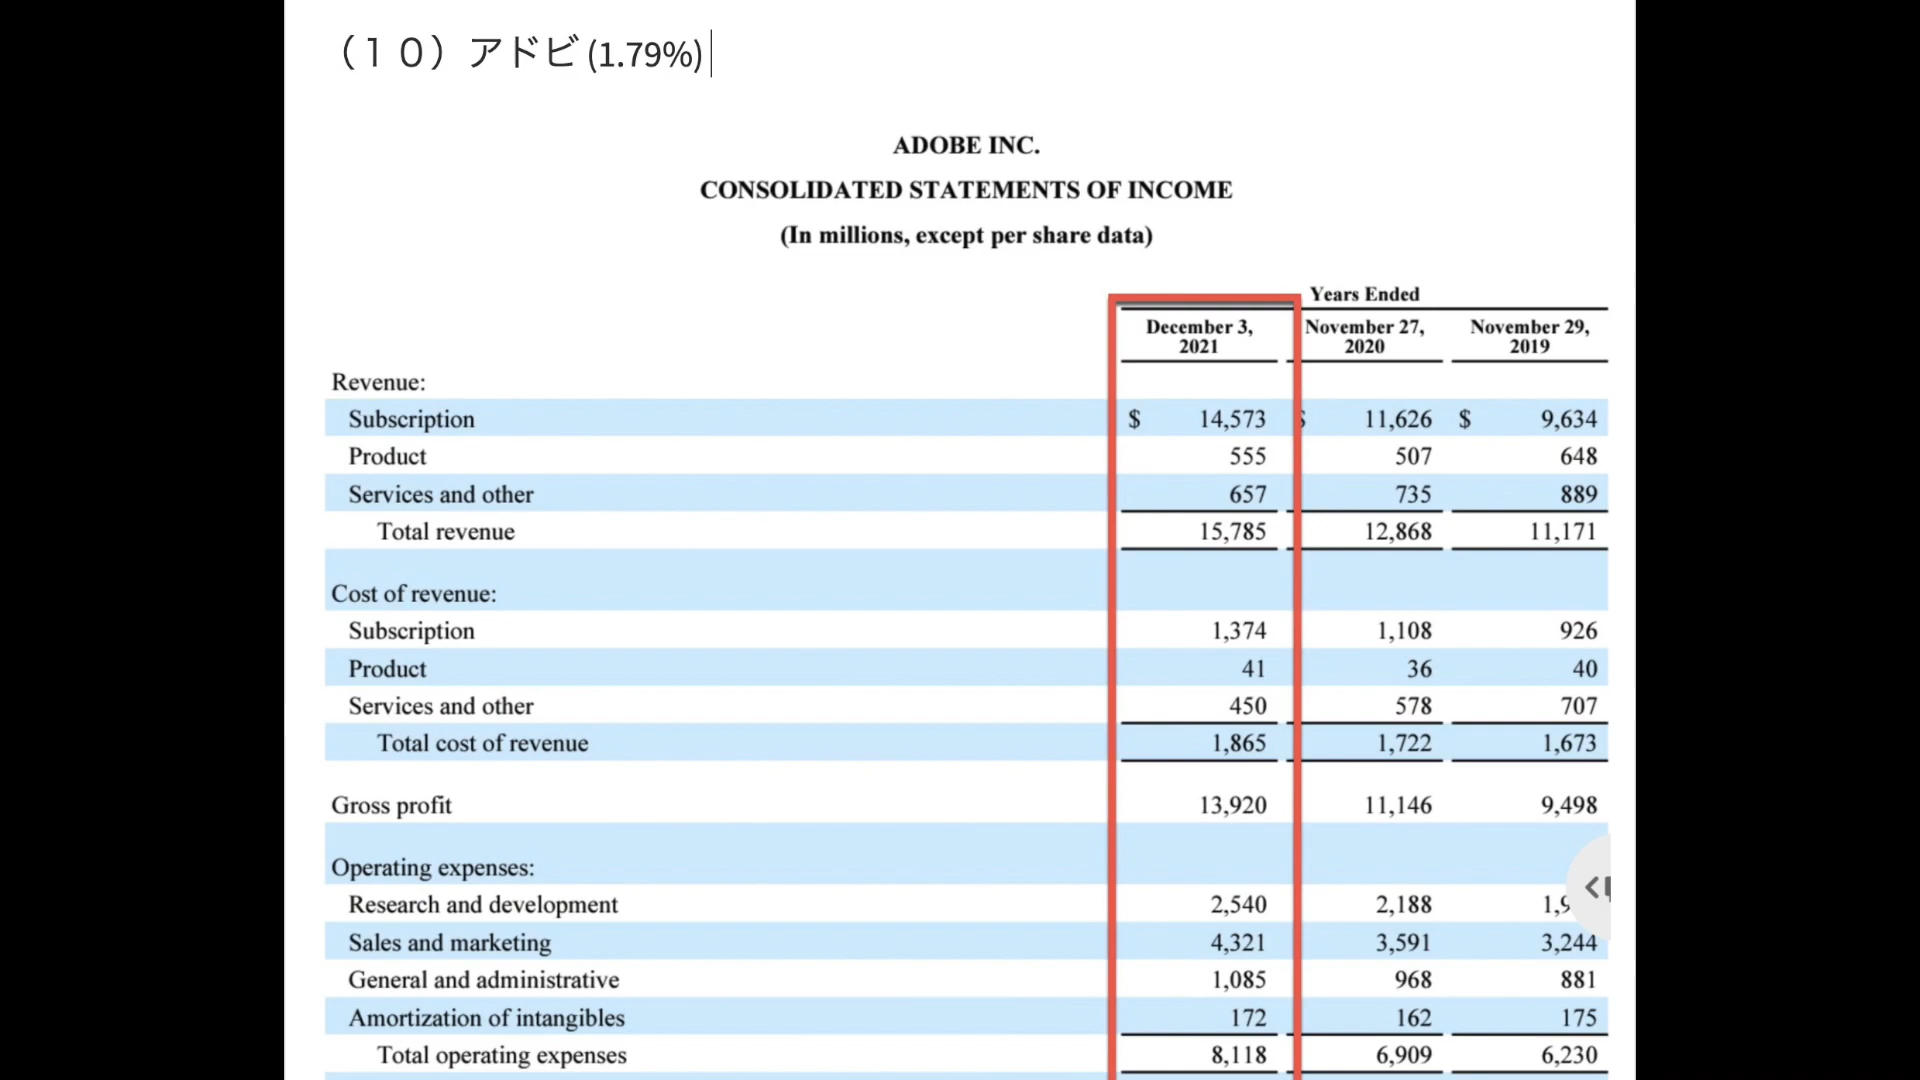 （１０）アドビ (1.79%)
ADOBE INC.
CONSOLIDATED STATEMENTS OF INCOME
(In millions, except per share data)
Years Ended
December 3, 2021 November 27, 2020 November 29, 2019
Revenue:
Subscription $ 14,573 $ 11,626 $ 9,634
Product 555 507 648
Services and other 657 735 889
Total revenue 15,785 12,868 11,171
Cost of revenue:
Subscription 1,374 1,108 926
Product 41 36 40
Services and other 450 578 707
Total cost of revenue 1,865 1,722 1,673
Gross profit 13,920 11,146 9,498
Operating expenses:
Research and development 2,540 2,188
Sales and marketing 4,321 3,591 3,244
General and administrative 1,085 968 881
Amortization of intangibles 172 162 175
Total operating expenses 8,118 6,909 6,230